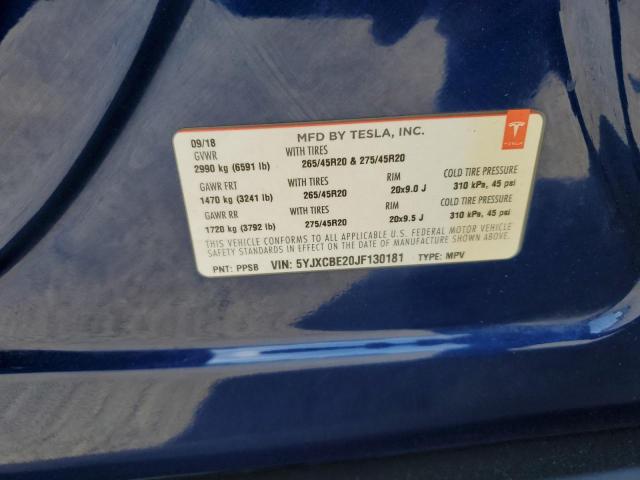 MFD BY TESLA, INC.
TESLA
09/18
GVWR WITH TIRES
2990 kg (6591 lb) 265/45R20 & 275/45R20
GAWR FRT WITH TIRES RIM COLD TIRE PRESSURE
1470 kg (3241 lb) 265/45R20 20x9.0 J 310 kPa, 45 psi
GAWR RR WITH TIRES RIM COLD TIRE PRESSURE
1720 kg (3792 lb) 275/45R20 20x9.5 J 310 kPa, 45 psi
THIS VEHICLE CONFORMS TO ALL APPLICABLE U.S. FEDERAL MOTOR VEHICLE
SAFETY STANDARDS IN EFFECT ON THE DATE OF MANUFACTURE SHOWN ABOVE.
PNT: PPSB VIN: 5YJXCBE20JF130181 TYPE: MPV